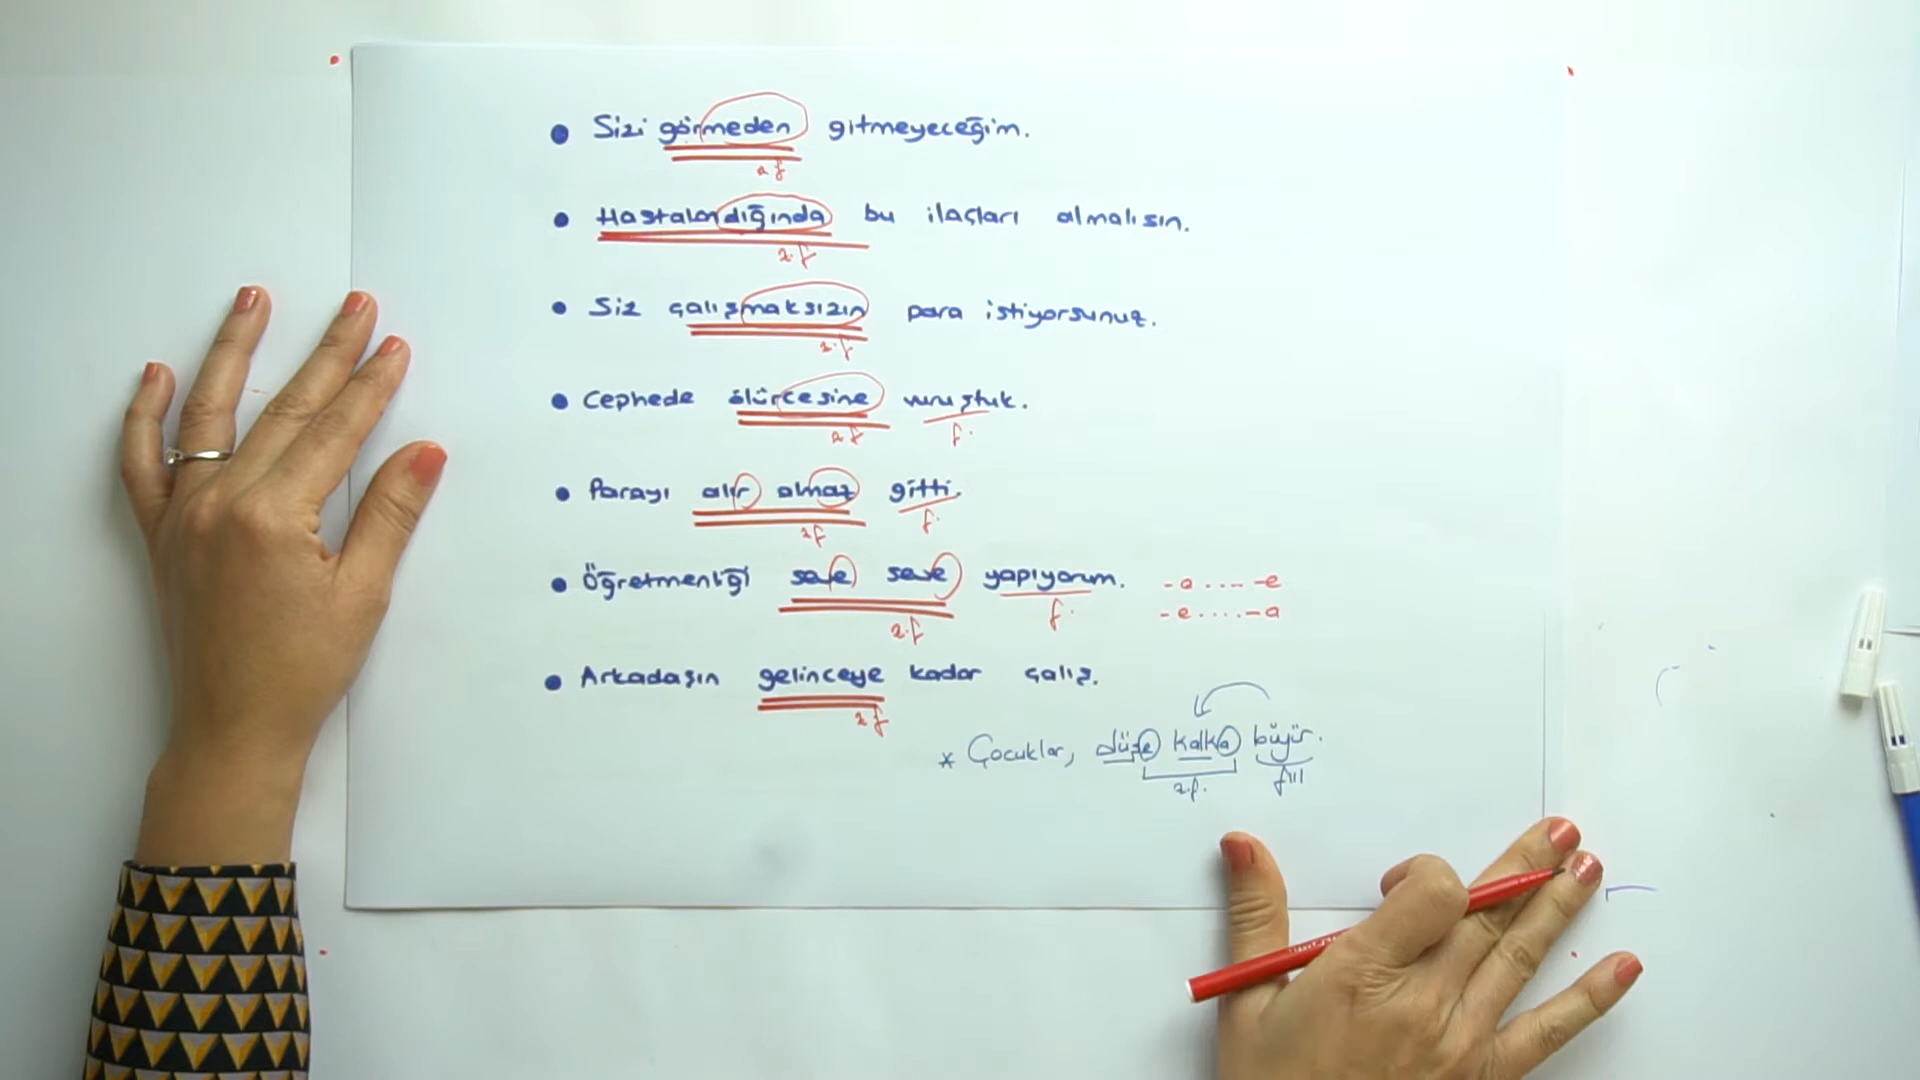 • Sizi görmeden gitmeyeceğim.
z.f
• Hastalandığında bu ilaçları almalısın.
z.f
• Siz çalışmaksızın para istiyorsunuz.
z.f
• Cephede ölürcesine vuruştuk.
z.f f.
• Parayı alır almaz gitti.
z.f f.
• Öğretmenliği seve seve yapıyorum. -a....-e
z.f f. -e....-a
• Arkadaşın gelinceye kadar çalış.
z.f
* Çocuklar, düşe kalka büyür.
z.f. fiil